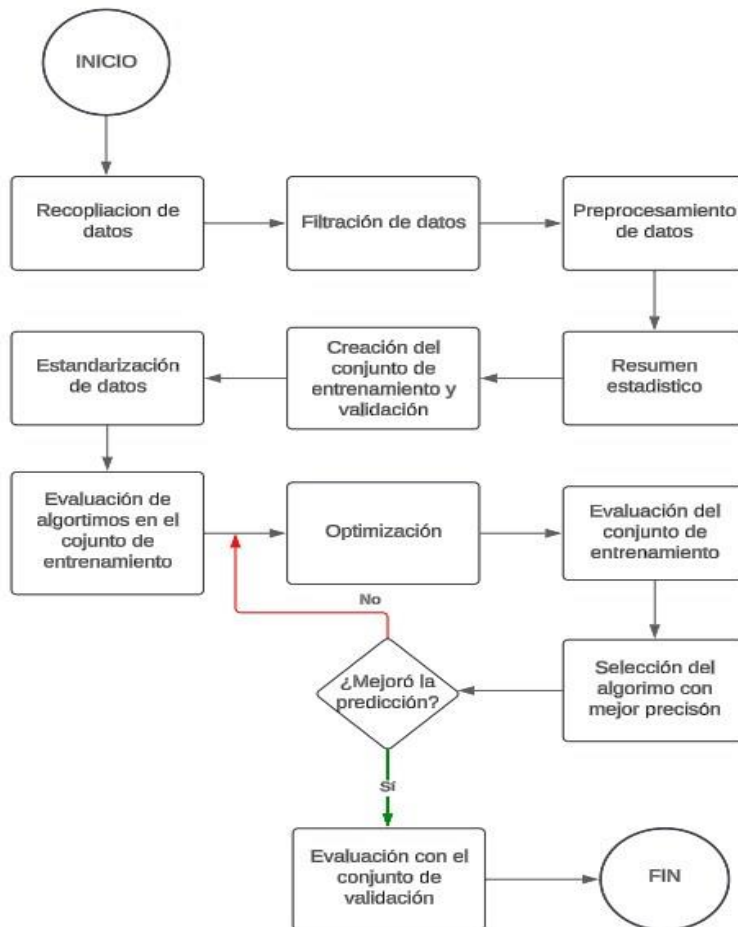 INICIO
Recopliacion de
datos
Filtración de datos
Preprocesamiento
de datos
Resumen
estadistico
Creación del
conjunto de
entrenamiento y
validación
Estandarización
de datos
Evaluación de
algortimos en el
cojunto de
entrenamiento
Optimización
Evaluación del
conjunto de
entrenamiento
Selección del
algorimo con
mejor precisón
¿Mejoró la
predicción?
No
Sí
Evaluación con el
conjunto de
validación
FIN